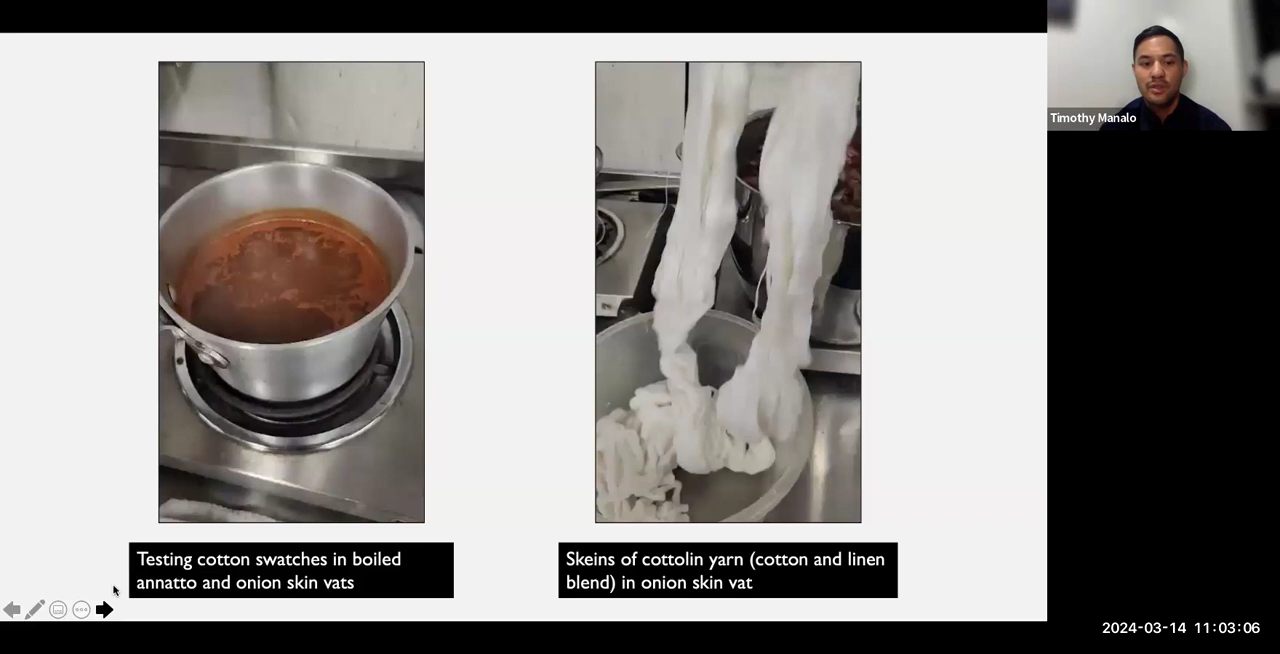 Timothy Manalo
Testing cotton swatches in boiled
annatto and onion skin vats
Skeins of cottolin yarn (cotton and linen
blend) in onion skin vat
2024-03-14 11:03:06